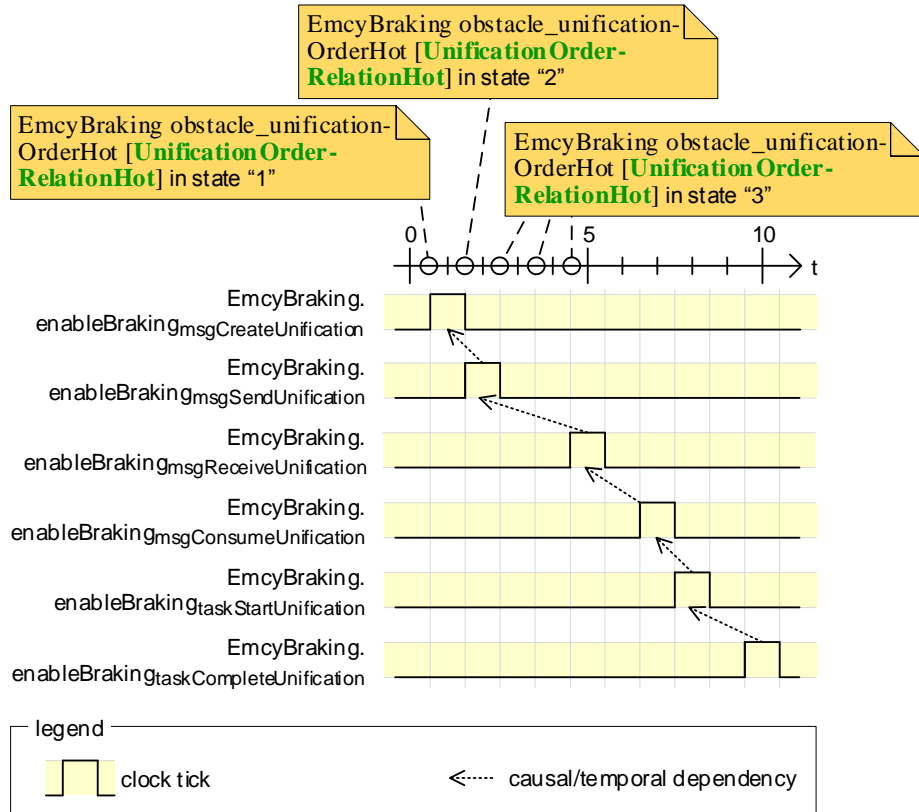 EmcyBraking obstacle_unification-
OrderHot [UnificationOrder-
RelationHot] in state “2”
EmcyBraking obstacle_unification-
OrderHot [UnificationOrder-
RelationHot] in state “1”
EmcyBraking obstacle_unification-
OrderHot [UnificationOrder-
RelationHot] in state “3”
0 5 10
t
EmcyBraking.
enableBrakingmsgCreateUnification
EmcyBraking.
enableBrakingmsgSendUnification
EmcyBraking.
enableBrakingmsgReceiveUnification
EmcyBraking.
enableBrakingmsgConsumeUnification
EmcyBraking.
enableBrakingtaskStartUnification
EmcyBraking.
enableBrakingtaskCompleteUnification
legend
clock tick
causal/temporal dependency